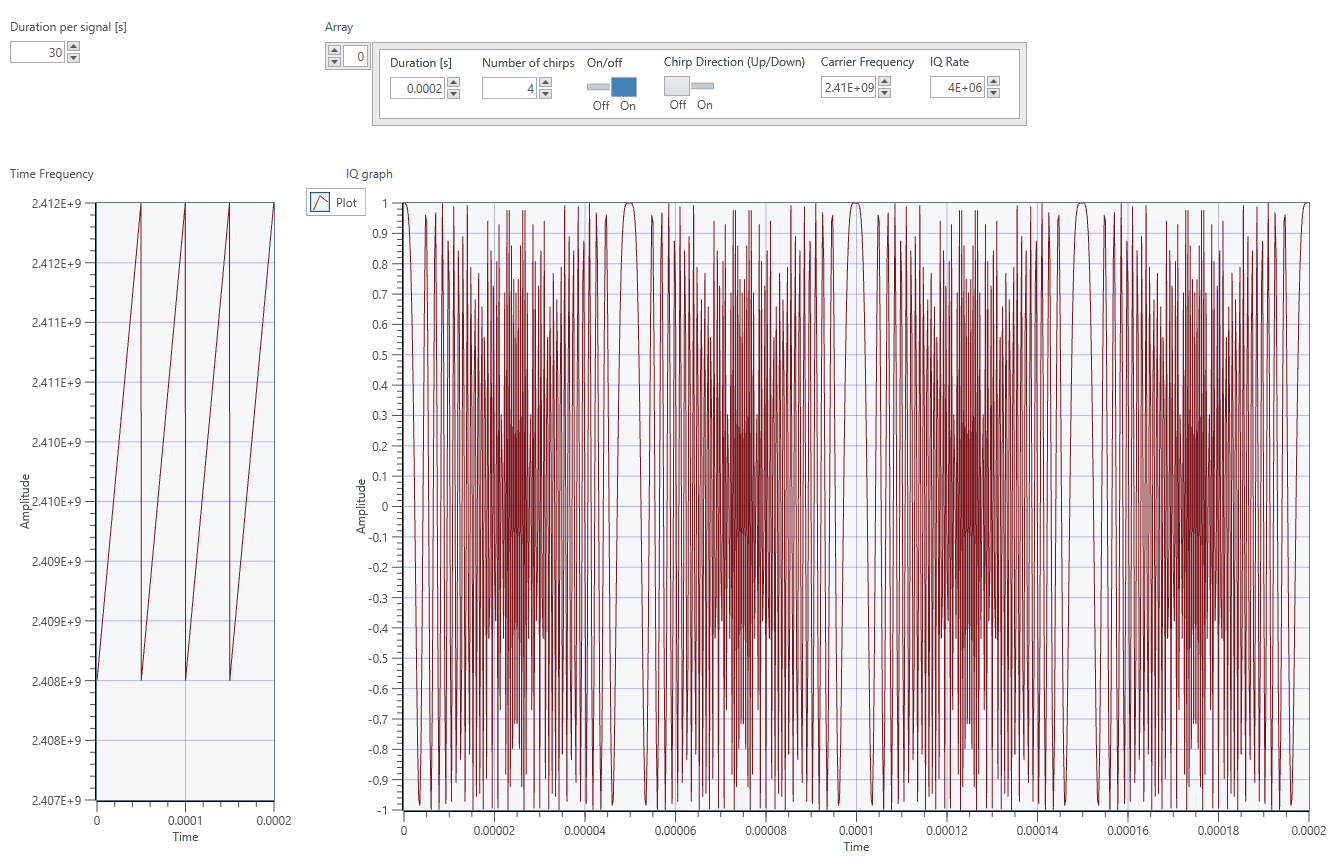 Duration per signal [s]
30
Array
0
Duration [s]
Number of chirps
On/off
Chirp Direction (Up/Down)
Carrier Frequency
IQ Rate
0.0002
4
2.41E+09
4E+06
Off On
Off On
Time Frequency
2.412E+9
2.412E+9
2.411E+9
2.411E+9
2.410E+9
2.410E+9
2.409E+9
2.409E+9
2.408E+9
2.408E+9
2.407E+9
Amplitude
0 0.0001 0.0002
Time
IQ graph
Plot
1
0.9
0.8
0.7
0.6
0.5
0.4
0.3
0.2
0.1
0
-0.1
-0.2
-0.3
-0.4
-0.5
-0.6
-0.7
-0.8
-0.9
-1
Amplitude
0 0.00002 0.00004 0.00006 0.00008 0.0001 0.00012 0.00014 0.00016 0.00018 0.0002
Time